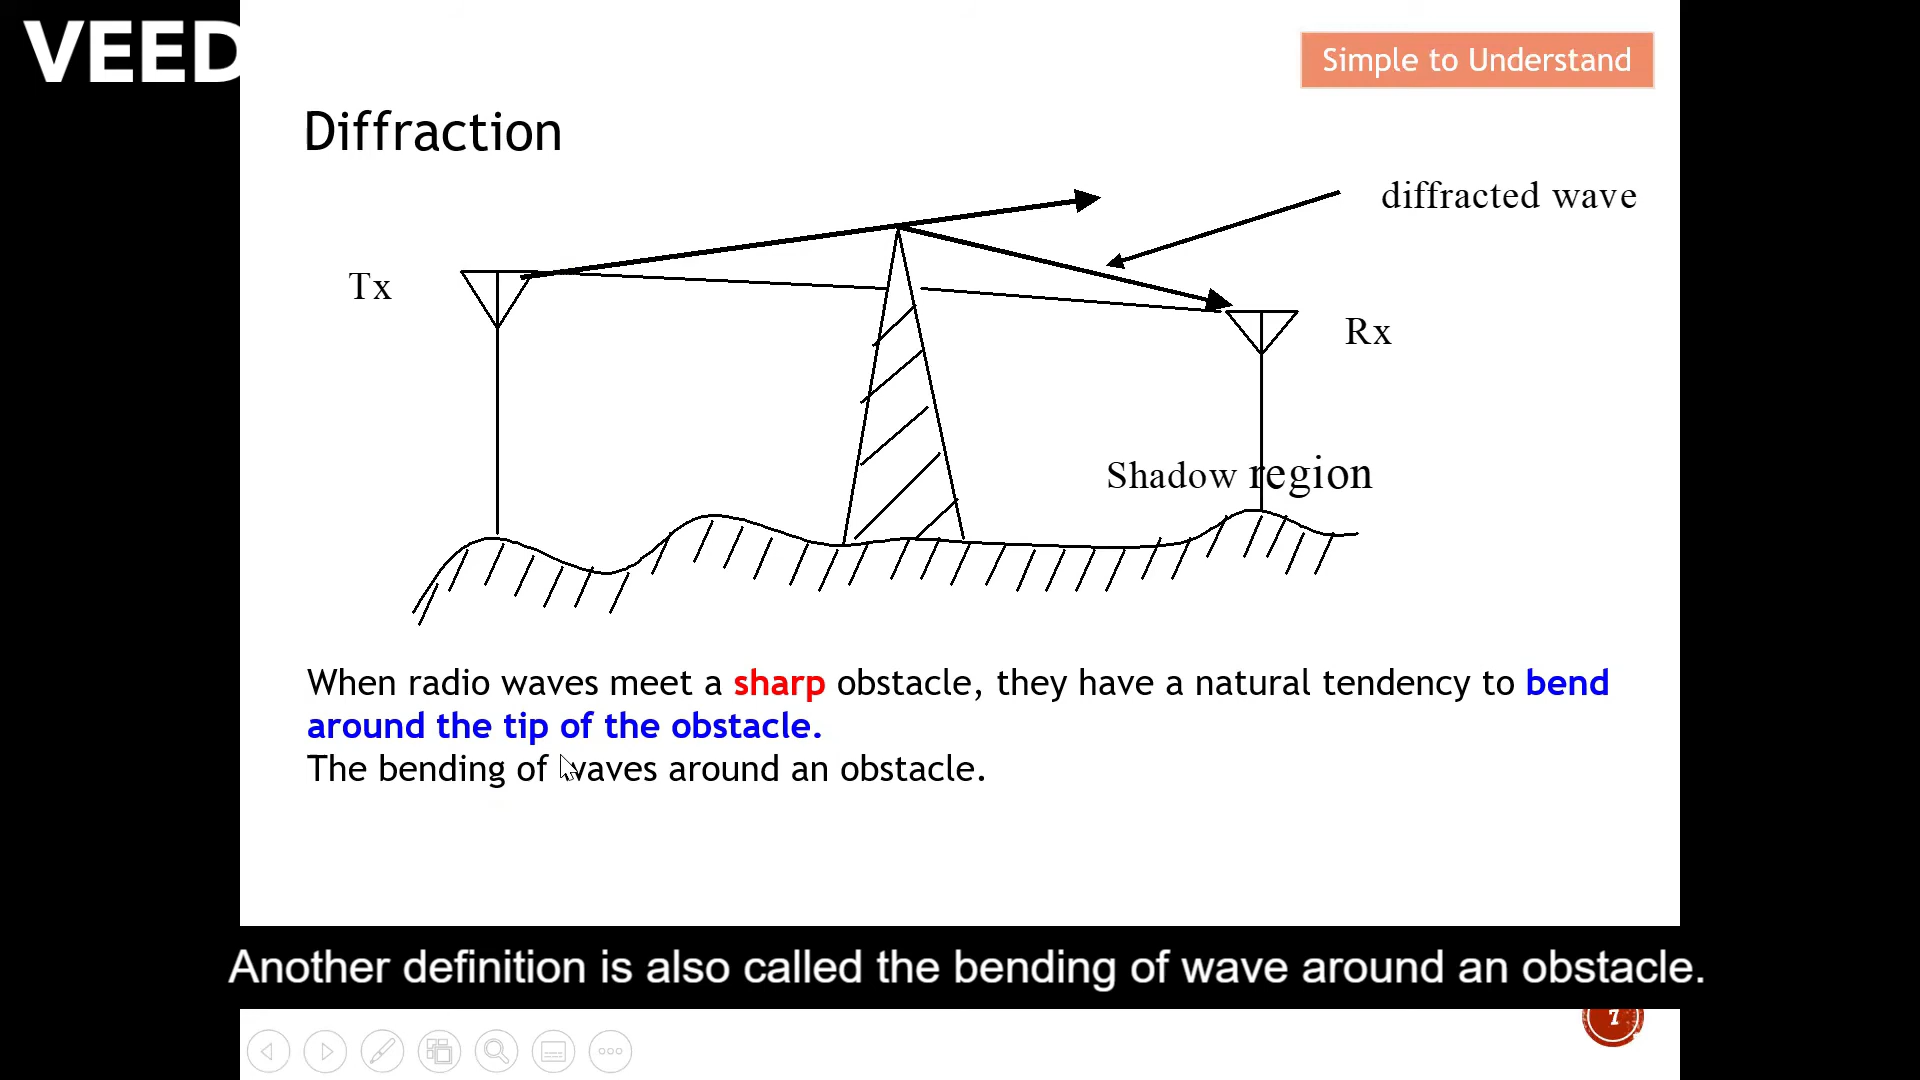 VEED
Simple to Understand
Diffraction
diffracted wave
Tx
Rx
Shadow region
When radio waves meet a sharp obstacle, they have a natural tendency to bend
around the tip of the obstacle.
The bending of waves around an obstacle.
Another definition is also called the bending of wave around an obstacle.
7